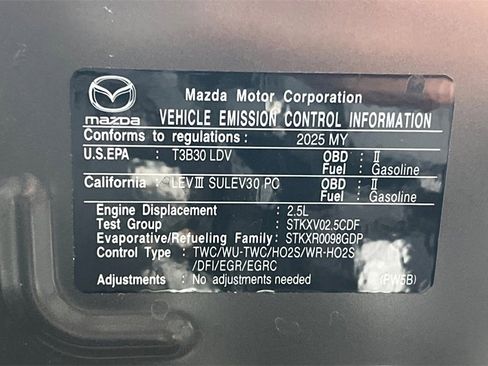 Mazda Motor Corporation
mazda
VEHICLE EMISSION CONTROL INFORMATION
Conforms to regulations: 2025 MY
U.S.EPA : T3B30 LDV OBD : II
Fuel : Gasoline
California : LEVIII SULEV30 PC OBD : II
Fuel : Gasoline
Engine Displacement : 2.5L
Test Group : STKXV02.5CDF
Evaporative/Refueling Family: STKXR0098GDP
Control Type : TWC/WU-TWC/HO2S/WR-HO2S
/DFI/EGR/EGRC
Adjustments : No adjustments needed (PW5B)